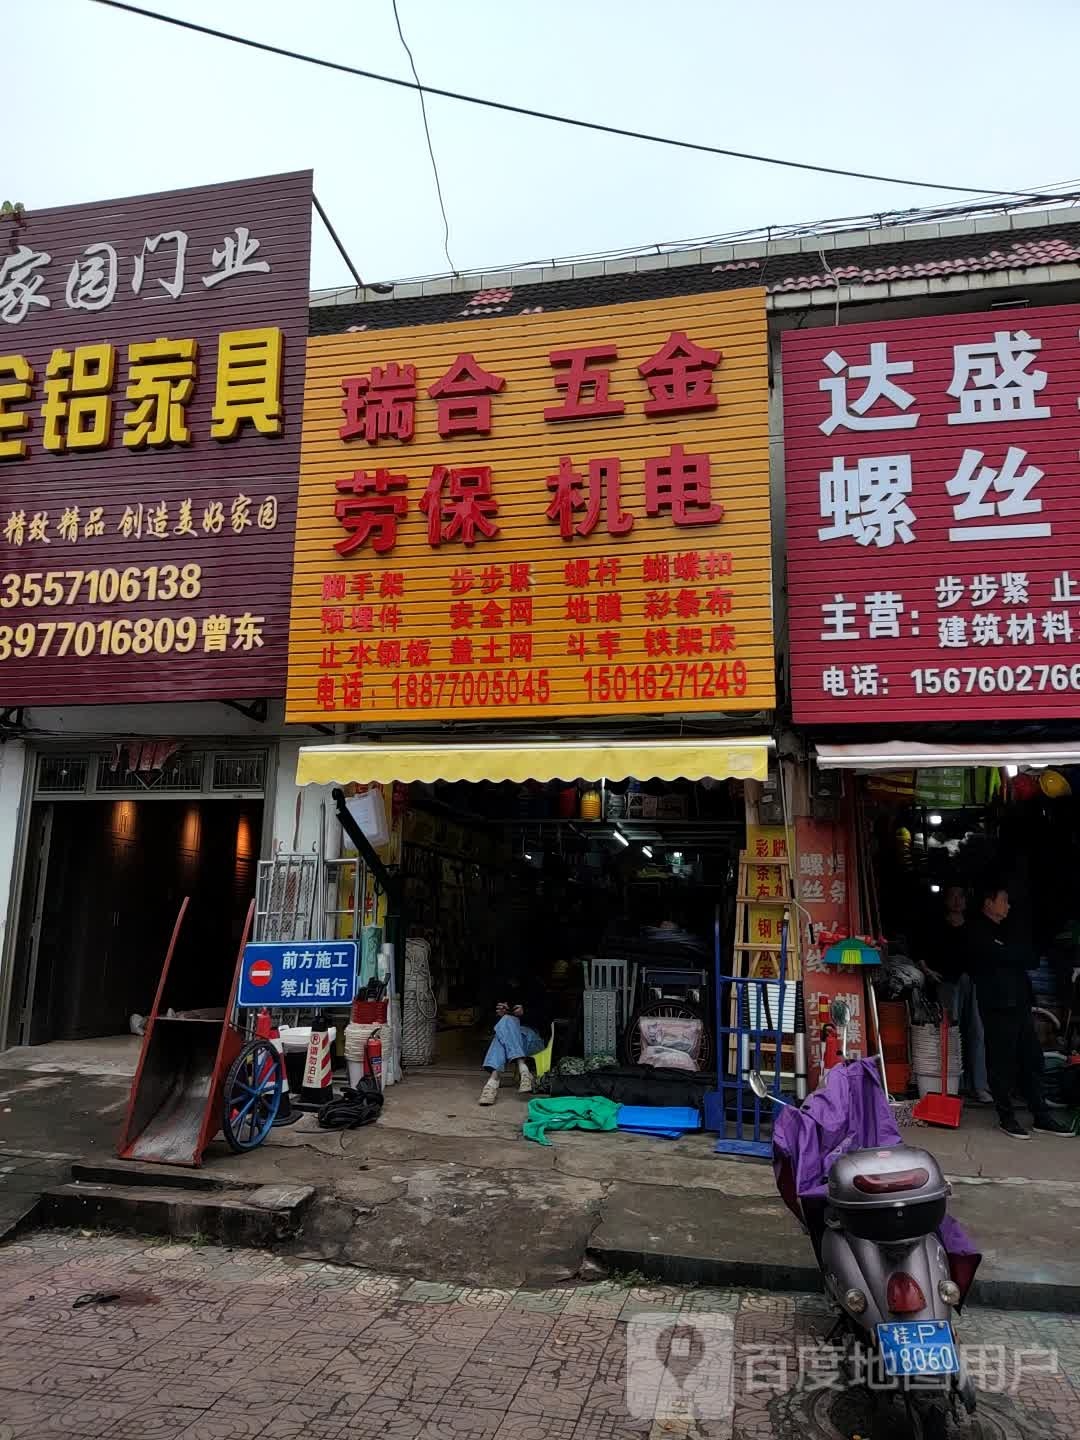 家园门业
全铝家具
精致精品 创造美好家园
3557106138
3977016809曾东
瑞合 五金
劳保 机电
脚手架 步步紧 螺杆 蝴蝶扣
预埋件 安全网 地膜 彩条布
止水钢板 盖土网 斗车 铁架床
电话:18877005045 15016271249
达盛
螺丝
主营:
步步紧 止
建筑材料
电话:1567602766
前方施工
禁止通行
请勿泊车
桂·P
18060
百度地图用户